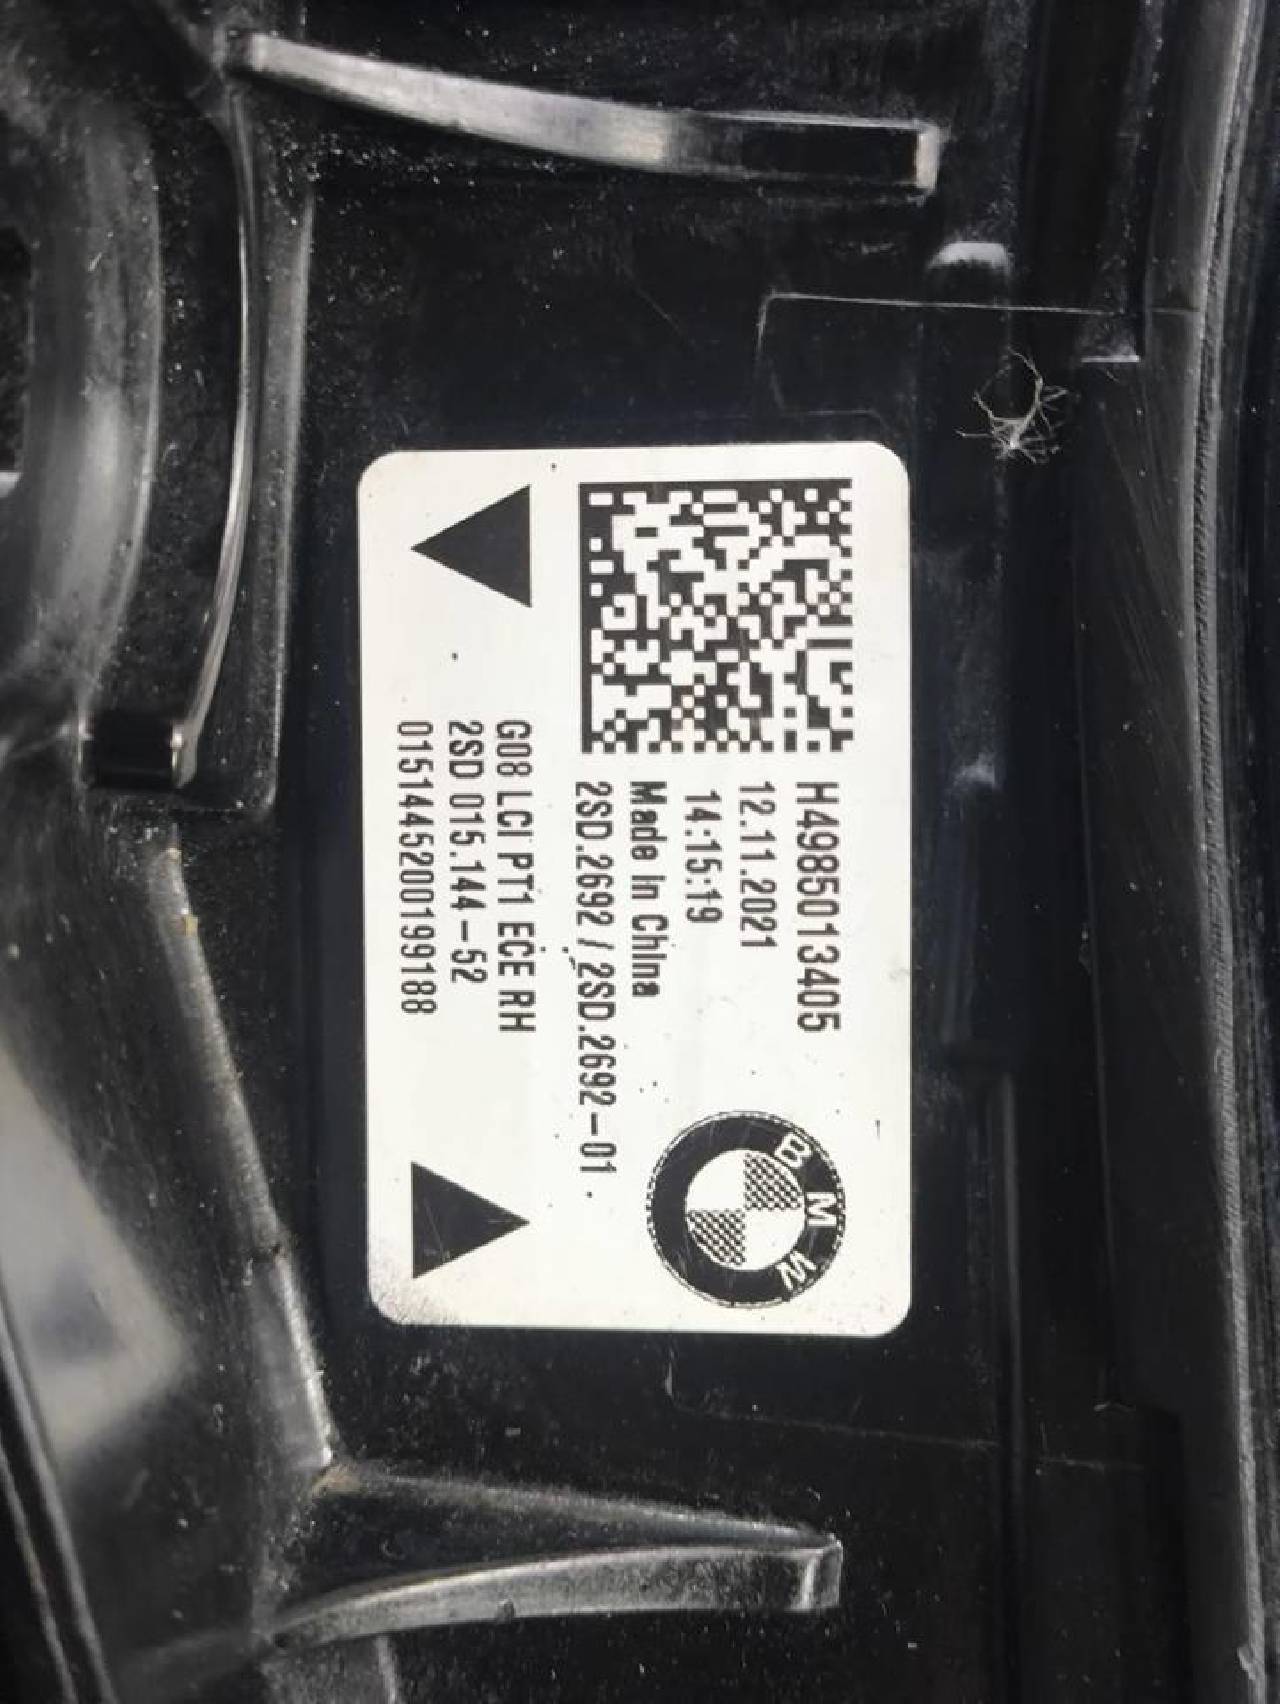 H4985013405
12.11.2021
14:15:19
Made in China
2SD.2692 / 2SD.2692-01
G08 LCI PT1 ECE RH
2SD 015.144-52
0151445200199188
BMW